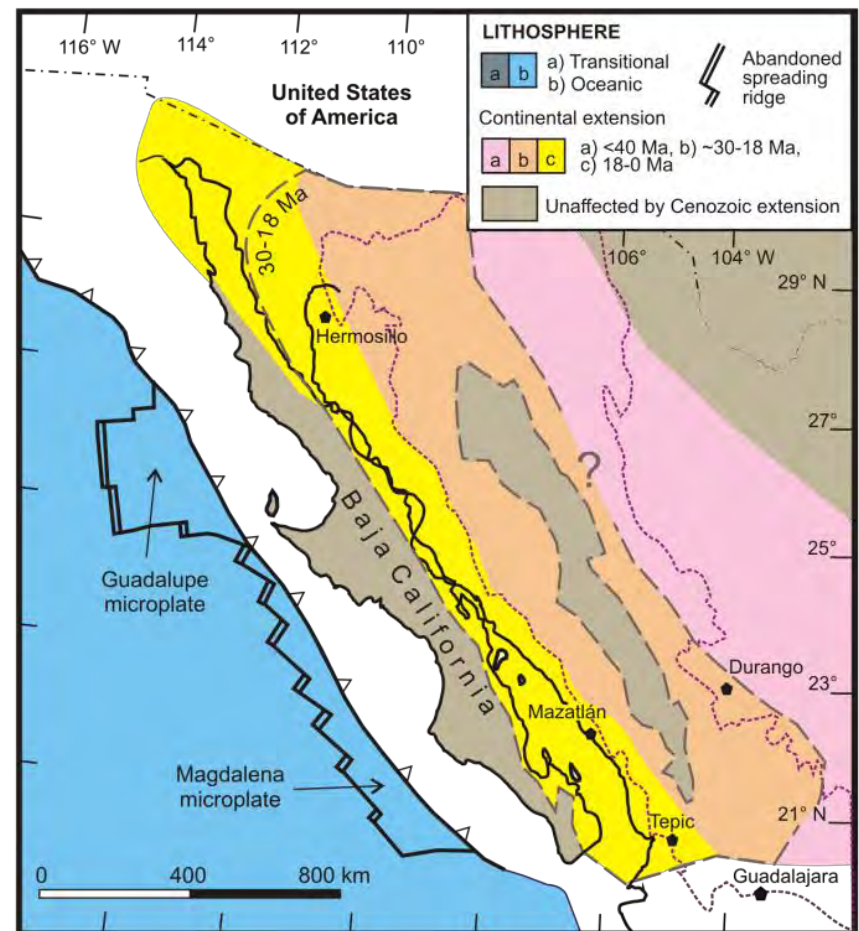 116° W
114°
112°
110°
LITHOSPHERE
a
b
a) Transitional
b) Oceanic
Abandoned
spreading
ridge
Continental extension
a
b
c
a) <40 Ma, b) ~30-18 Ma,
c) 18-0 Ma
Unaffected by Cenozoic extension
United States
of America
106°
104° W
30-18 Ma
29° N
Hermosillo
27°
?
25°
Baja California
Guadalupe
microplate
Durango
23°
Mazatlán
Magdalena
microplate
21° N
Tepic
Guadalajara
0
400
800 km